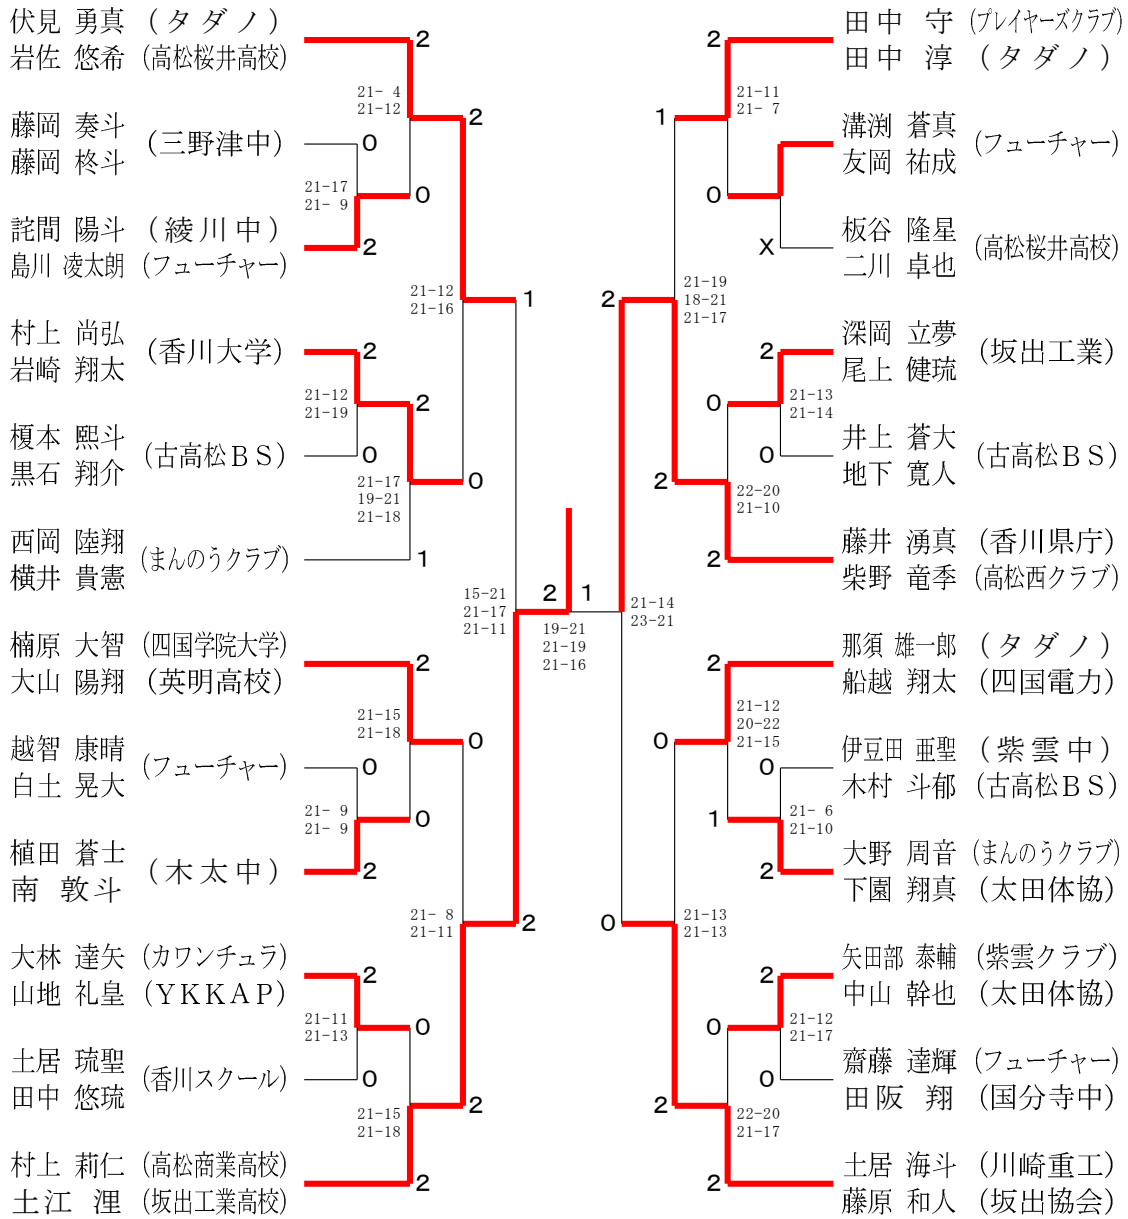 伏見 勇真 (タダノ)
岩佐 悠希 (高松桜井高校)
藤岡 奏斗
藤岡 柊斗
(三野津中)
詫間 陽斗 (綾川中)
島川 凌太朗 (フューチャー)
村上 尚弘
岩崎 翔太
(香川大学)
榎本 熙斗
黒石 翔介
(古高松BS)
西岡 陸翔
横井 貴憲
(まんのうクラブ)
楠原 大智 (四国学院大学)
大山 陽翔 (英明高校)
越智 康晴
白土 晃大
(フューチャー)
植田 蒼士
南 敦斗
(木太中)
大林 達矢 (カワンチュラ)
山地 礼皇 (YKKAP)
土居 琉聖
田中 悠琉
(香川スクール)
村上 莉仁 (高松商業高校)
土江 浬 (坂出工業高校)
2
21- 4
21-12
2
0
21-17
21- 9
0
2
21-12
21-16
1
2
21-12
21-19
2
0
21-17
19-21
21-18
0
1
15-21
21-17
21-11
2
1
19-21
21-19
21-16
2
21-15
21-18
0
0
21- 9
21- 9
0
2
21- 8
21-11
2
2
21-11
21-13
0
0
21-15
21-18
2
2
田中 守 (プレイヤーズクラブ)
田中 淳 (タダノ)
溝渕 蒼真
友岡 祐成
(フューチャー)
板谷 隆星
二川 卓也
(高松桜井高校)
深岡 立夢
尾上 健琉
(坂出工業)
井上 蒼大
地下 寛人
(古高松BS)
藤井 湧真 (香川県庁)
柴野 竜季 (高松西クラブ)
那須 雄一郎 (タダノ)
船越 翔太 (四国電力)
伊豆田 亜聖 (紫雲中)
木村 斗郁 (古高松BS)
大野 周音 (まんのうクラブ)
下園 翔真 (太田体協)
矢田部 泰輔 (紫雲クラブ)
中山 幹也 (太田体協)
齋藤 達輝 (フューチャー)
田阪 翔 (国分寺中)
土居 海斗 (川崎重工)
藤原 和人 (坂出協会)
2
21-11
21- 7
1
0
X
21-19
18-21
21-17
2
2
21-13
21-14
0
0
2
22-20
21-10
2
21-14
23-21
2
21-12
20-22
21-15
0
0
1
21- 6
21-10
2
0
21-13
21-13
2
21-12
21-17
0
0
2
22-20
21-17
2